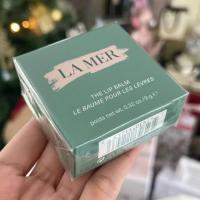 LA MER
THE LIP BALM
LE BAUME POUR LES LÈVRES
poids net wt. 0.32 oz./9 g ℮